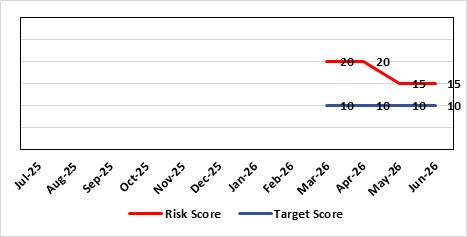 20 20 15 15
10 10 10 10
Jul-25 Aug-25 Sep-25 Oct-25 Nov-25 Dec-25 Jan-26 Feb-26 Mar-26 Apr-26 May-26 Jun-26
Risk Score Target Score